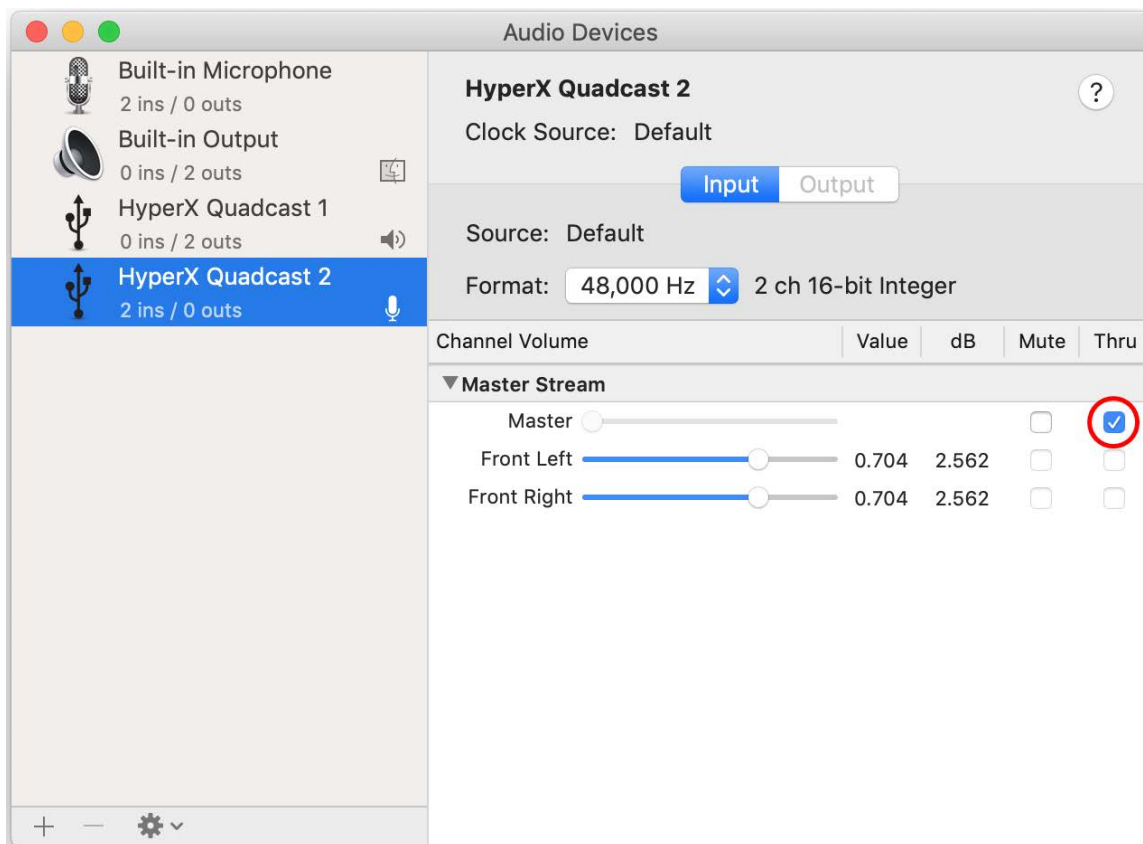 Audio Devices
Built-in Microphone
2 ins / 0 outs
Built-in Output
0 ins / 2 outs
HyperX Quadcast 1
0 ins / 2 outs
HyperX Quadcast 2
2 ins / 0 outs
HyperX Quadcast 2
?
Clock Source: Default
Input Output
Source: Default
Format: 48,000 Hz 2 ch 16-bit Integer
Channel Volume Value dB Mute Thru
Master Stream
Master
Front Left 0.704 2.562
Front Right 0.704 2.562